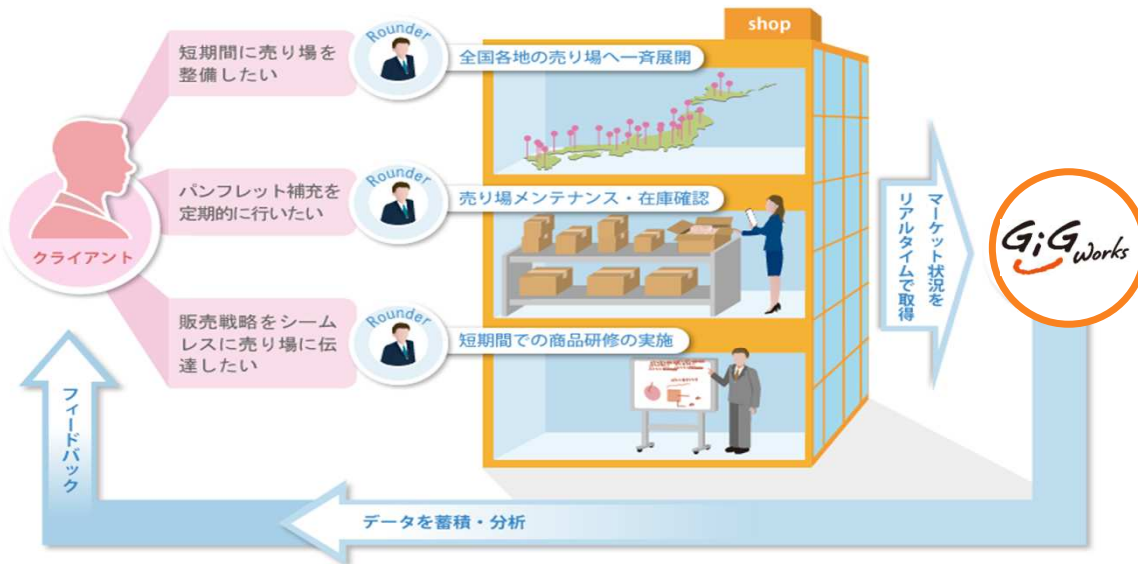 shop
短期間に売り場を
整備したい
Rounder
全国各地の売り場へ一斉展開
パンフレット補充を
定期的に行いたい
Rounder
売り場メンテナンス・在庫確認
クライアント
販売戦略をシーム
レスに売り場に伝
達したい
Rounder
短期間での商品研修の実施
マーケット状況を
リアルタイムで取得
GiG works
フィードバック
データを蓄積・分析